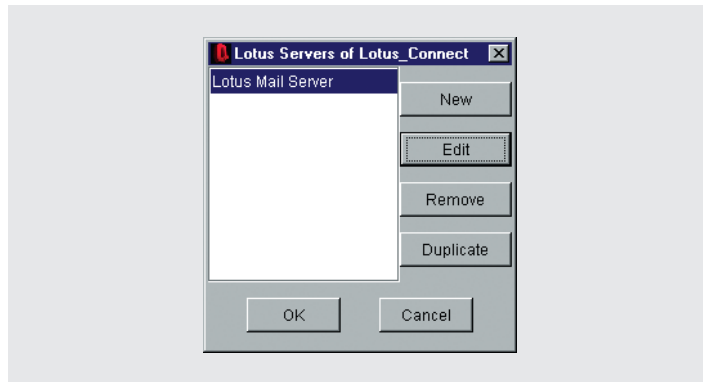 Lotus Servers of Lotus_Connect
Lotus Mail Server
New
Edit
Remove
Duplicate
OK
Cancel